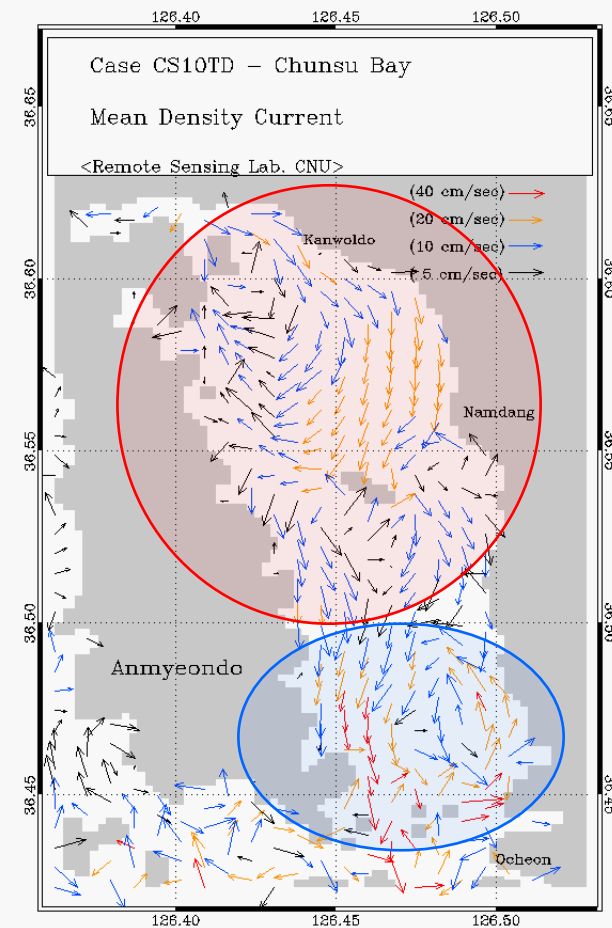 126.40 126.45 126.50
Case CS10TD - Chunsu Bay
36.65
Mean Density Current
<Remote Sensing Lab. CNU>
(40 cm/sec)
(20 cm/sec)
Kanwoldo
(10 cm/sec)
( 5 cm/sec)
36.60
Namdang
36.55
36.50
Anmyeondo
36.45
Ocheon
126.40 126.45 126.50